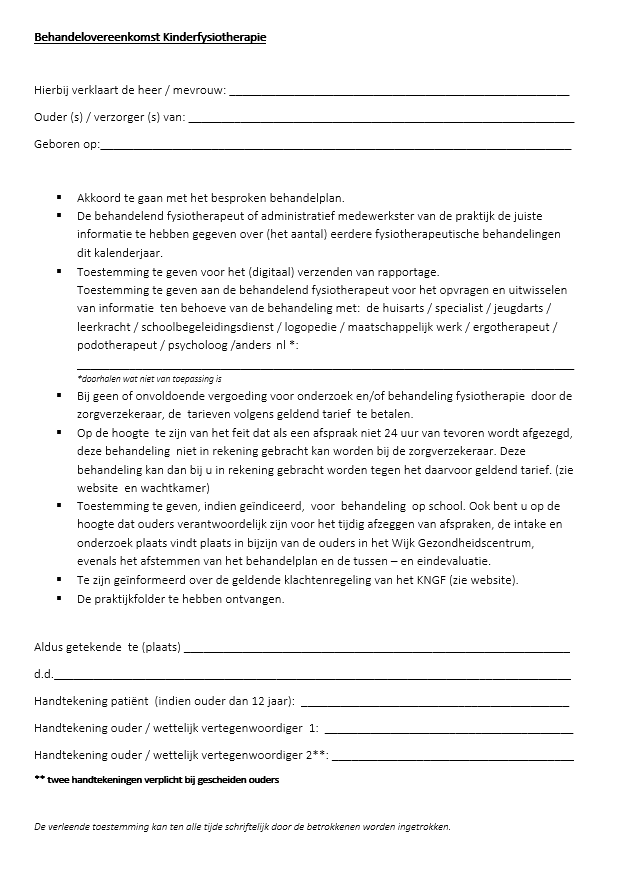 Behandelovereenkomst Kinderfysiotherapie
Hierbij verklaart de heer / mevrouw: ______________________________
Ouder (s) / verzorger (s) van: ______________________________
Geboren op:______________________________
▪ Akkoord te gaan met het besproken behandelplan.
▪ De behandelend fysiotherapeut of administratief medewerkster van de praktijk de juiste
informatie te hebben gegeven over (het aantal) eerdere fysiotherapeutische behandelingen
dit kalenderjaar.
▪ Toestemming te geven voor het (digitaal) verzenden van rapportage.
Toestemming te geven aan de behandelend fysiotherapeut voor het opvragen en uitwisselen
van informatie ten behoeve van de behandeling met: de huisarts / specialist / jeugdarts /
leerkracht / schoolbegeleidingsdienst / logopedie / maatschappelijk werk / ergotherapeut /
podotherapeut / psycholoog /anders nl *:
______________________________
*doorhalen wat niet van toepassing is
▪ Bij geen of onvoldoende vergoeding voor onderzoek en/of behandeling fysiotherapie door de
zorgverzekeraar, de tarieven volgens geldend tarief te betalen.
▪ Op de hoogte te zijn van het feit dat als een afspraak niet 24 uur van tevoren wordt afgezegd,
deze behandeling niet in rekening gebracht kan worden bij de zorgverzekeraar. Deze
behandeling kan dan bij u in rekening gebracht worden tegen het daarvoor geldend tarief. (zie
website en wachtkamer)
▪ Toestemming te geven, indien geïndiceerd, voor behandeling op school. Ook bent u op de
hoogte dat ouders verantwoordelijk zijn voor het tijdig afzeggen van afspraken, de intake en
onderzoek plaats vindt plaats in bijzijn van de ouders in het Wijk Gezondheidscentrum,
evenals het afstemmen van het behandelplan en de tussen – en eindevaluatie.
▪ Te zijn geïnformeerd over de geldende klachtenregeling van het KNGF (zie website).
▪ De praktijkfolder te hebben ontvangen.
Aldus getekende te (plaats) ______________________________
d.d.______________________________
Handtekening patiënt (indien ouder dan 12 jaar): ______________________________
Handtekening ouder / wettelijk vertegenwoordiger 1: ______________________________
Handtekening ouder / wettelijk vertegenwoordiger 2**: ______________________________
** twee handtekeningen verplicht bij gescheiden ouders
De verleende toestemming kan ten alle tijde schriftelijk door de betrokkenen worden ingetrokken.